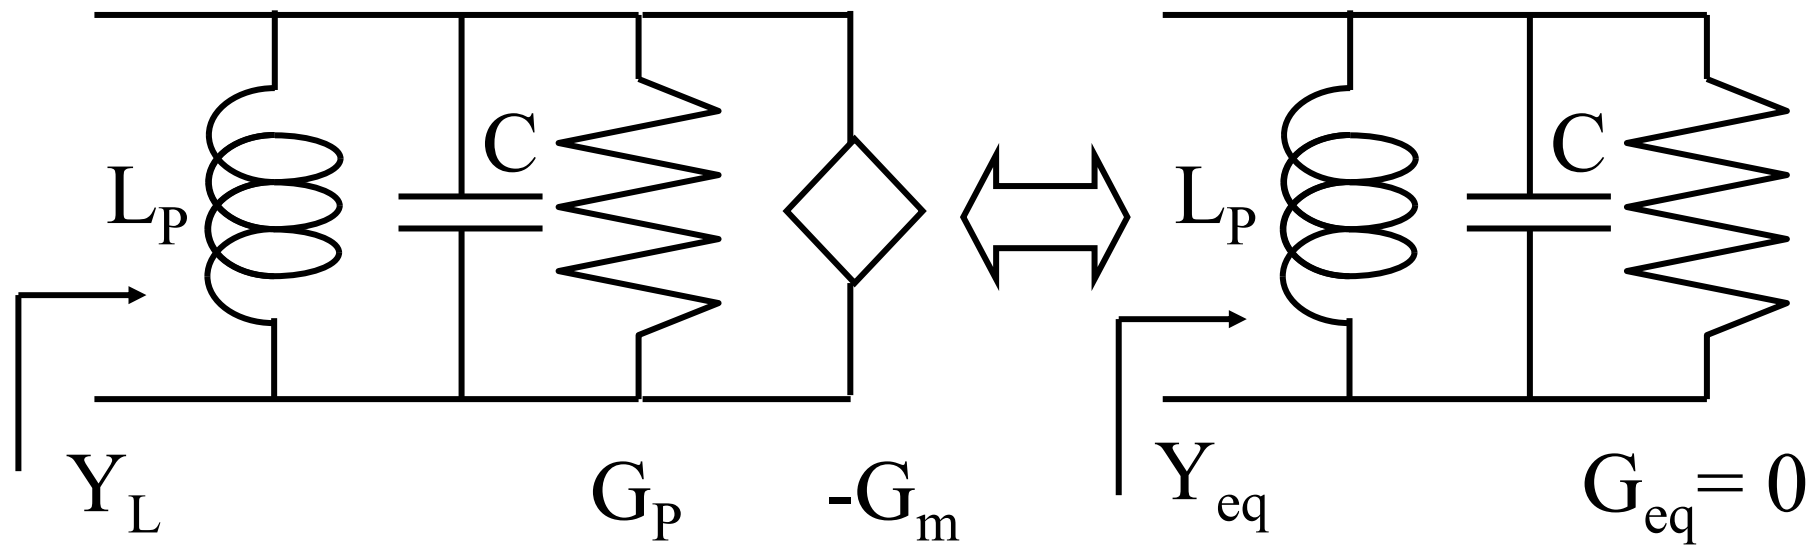 L_P
C
Y_L
G_P
-G_m
L_P
C
Y_eq
G_eq = 0